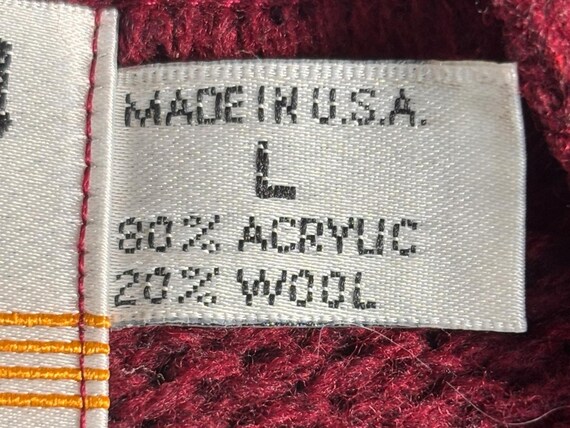 MADE IN U.S.A.
L
80% ACRYLIC
20% WOOL